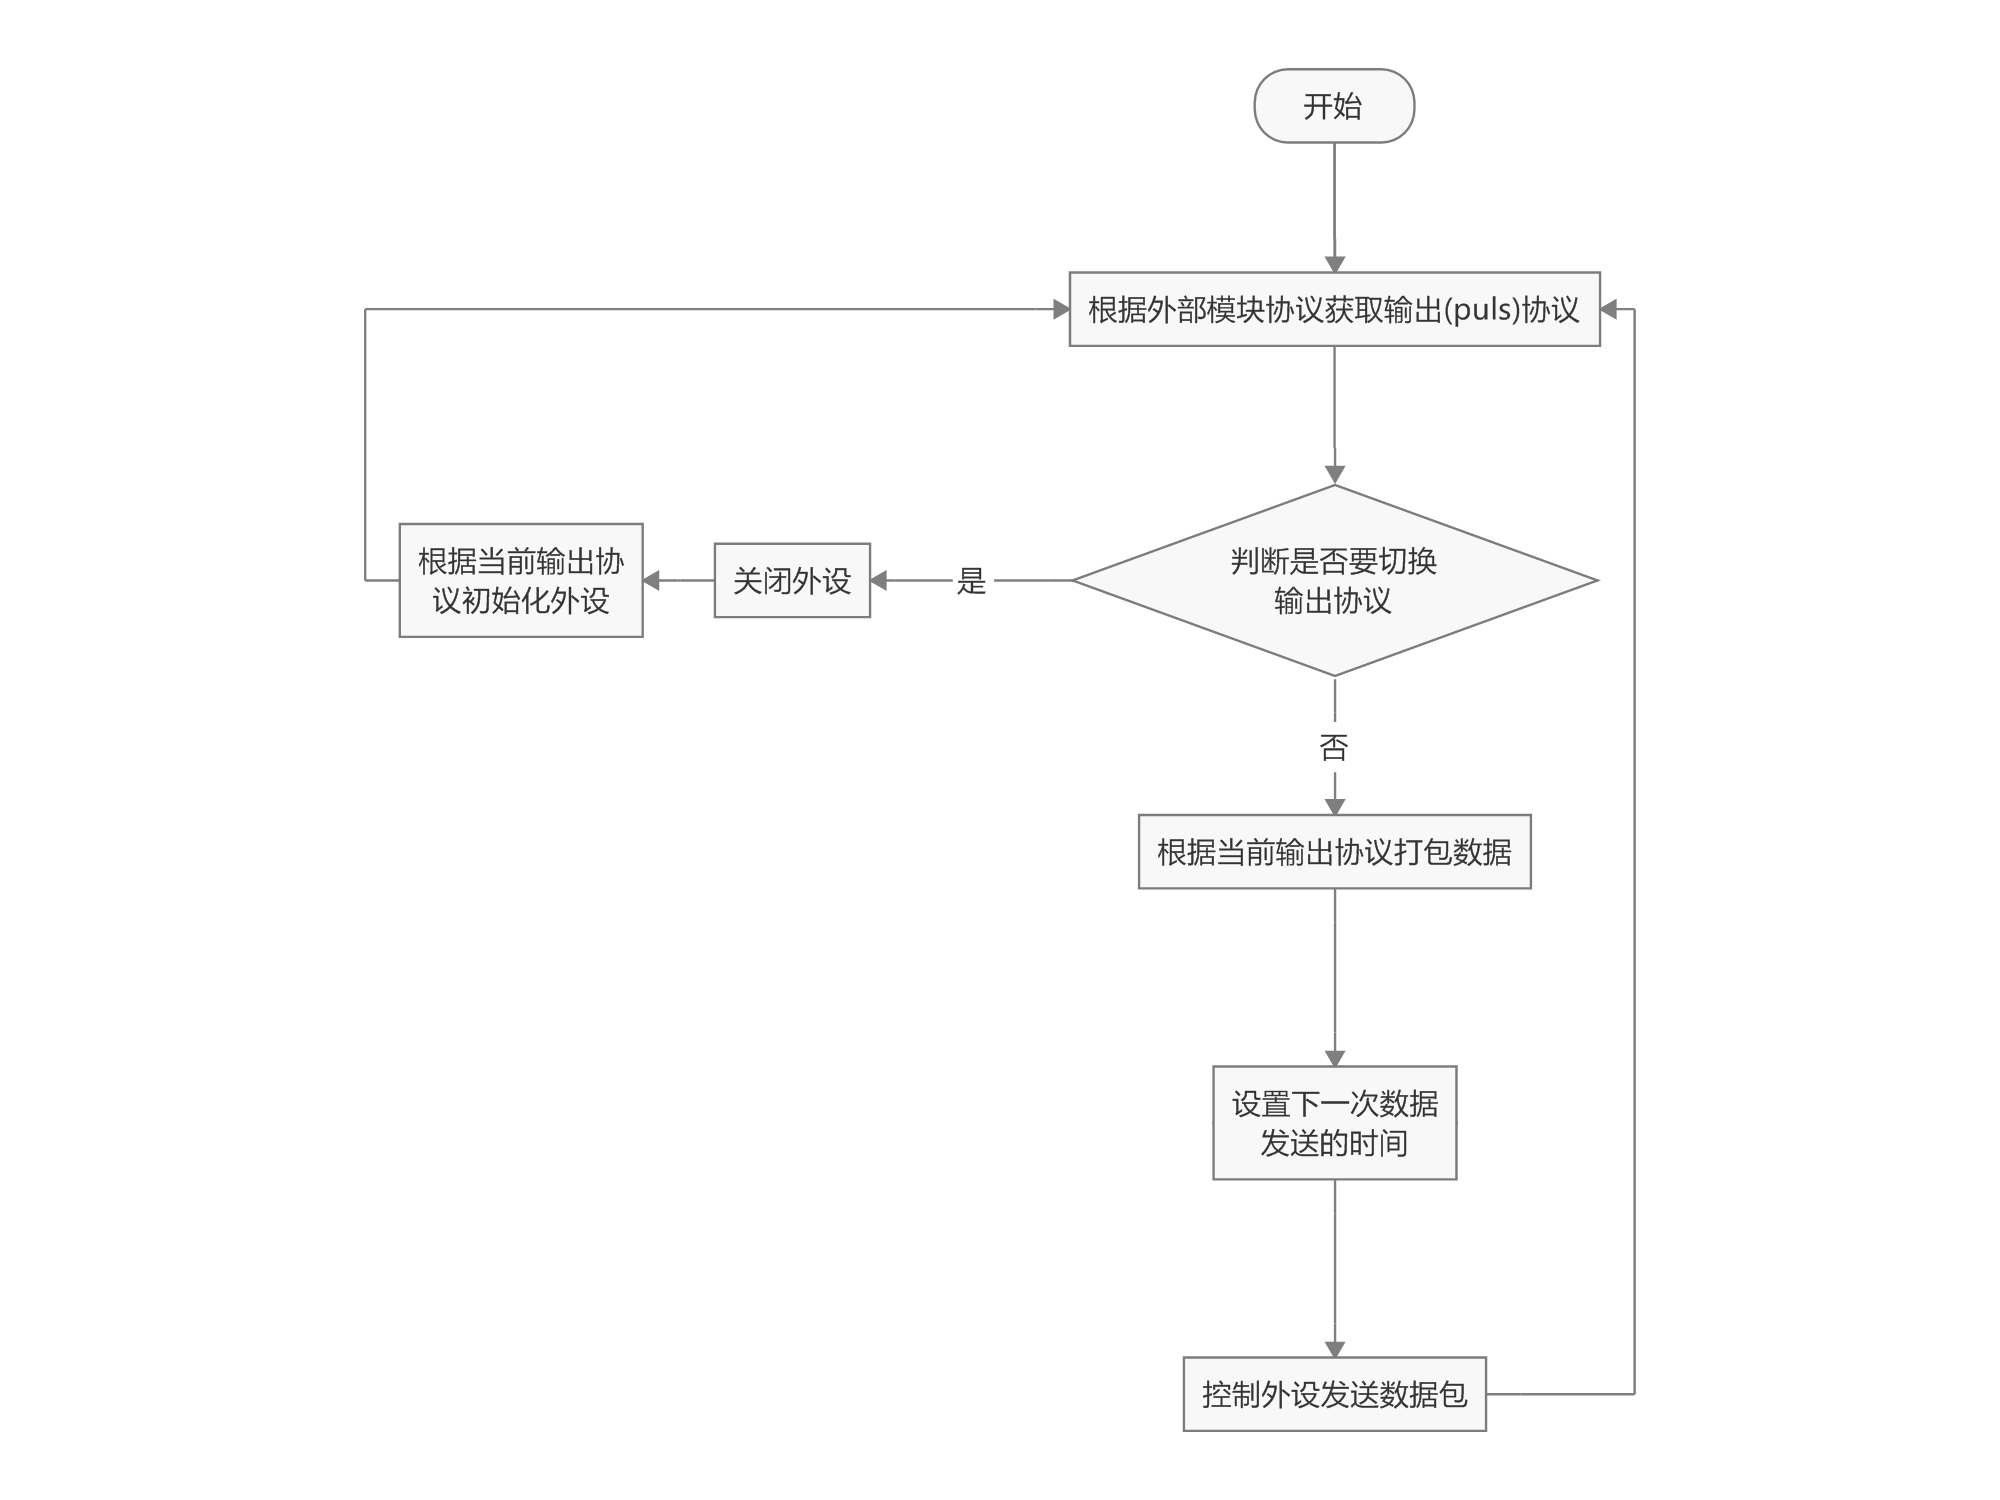 开始
根据外部模块协议获取输出(puls)协议
判断是否要切换
输出协议
是
关闭外设
根据当前输出协
议初始化外设
否
根据当前输出协议打包数据
设置下一次数据
发送的时间
控制外设发送数据包